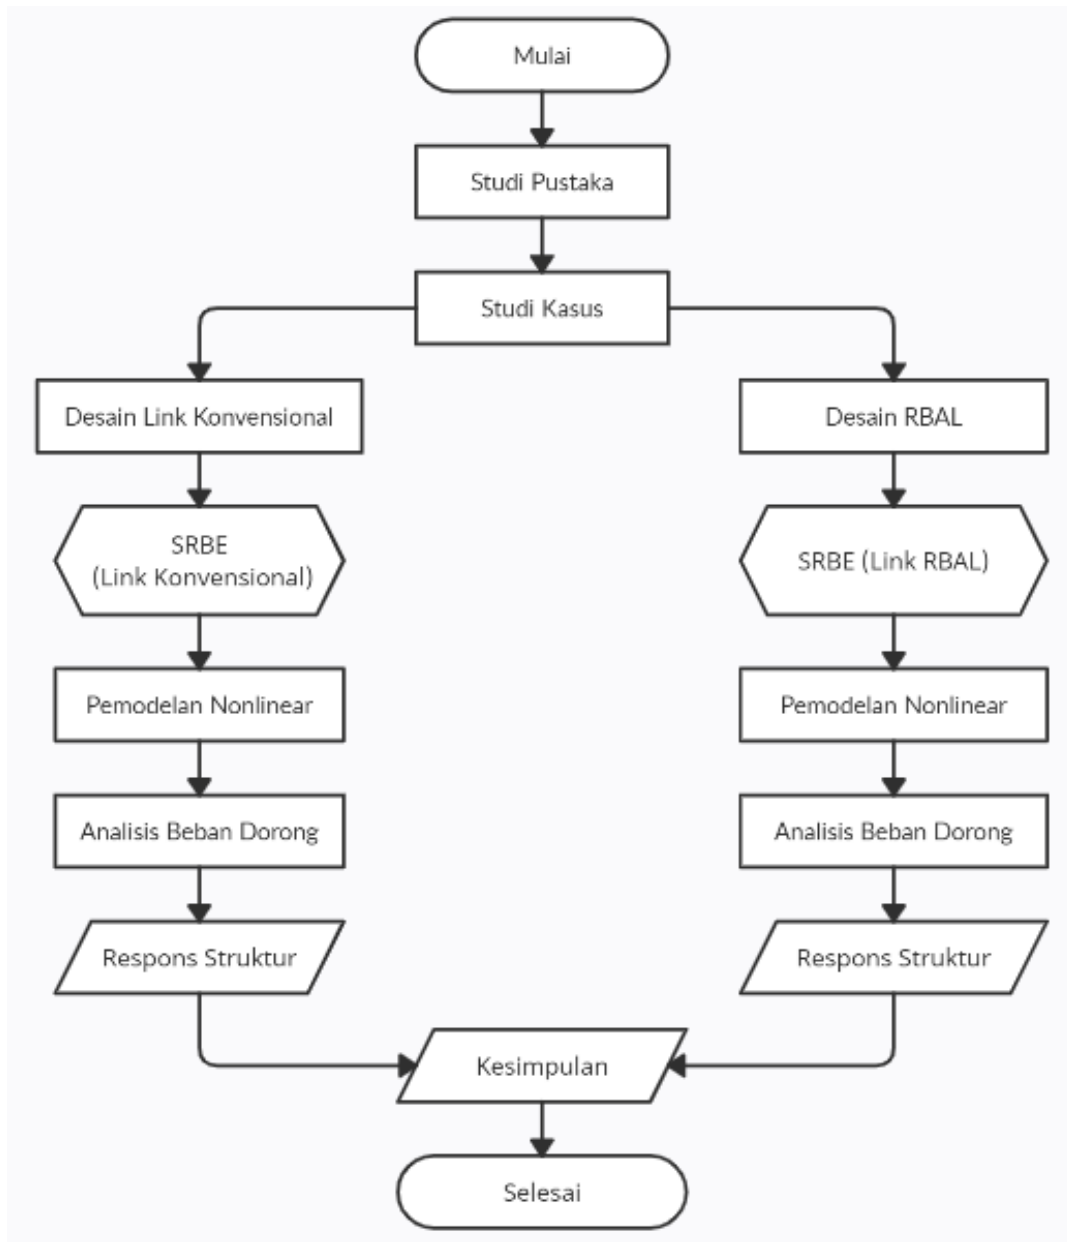 Mulai
Studi Pustaka
Studi Kasus
Desain Link Konvensional
Desain RBAL
SRBE
(Link Konvensional)
SRBE (Link RBAL)
Pemodelan Nonlinear
Pemodelan Nonlinear
Analisis Beban Dorong
Analisis Beban Dorong
Respons Struktur
Respons Struktur
Kesimpulan
Selesai